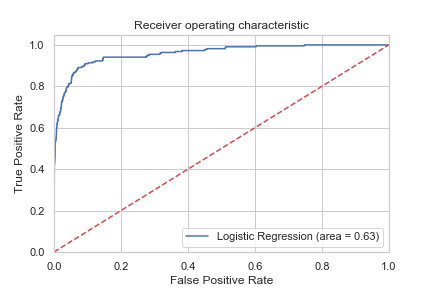 Receiver operating characteristic
1.0
0.8
0.6
0.4
0.2
0.0
True Positive Rate
Logistic Regression (area = 0.63)
0.0 0.2 0.4 0.6 0.8 1.0
False Positive Rate